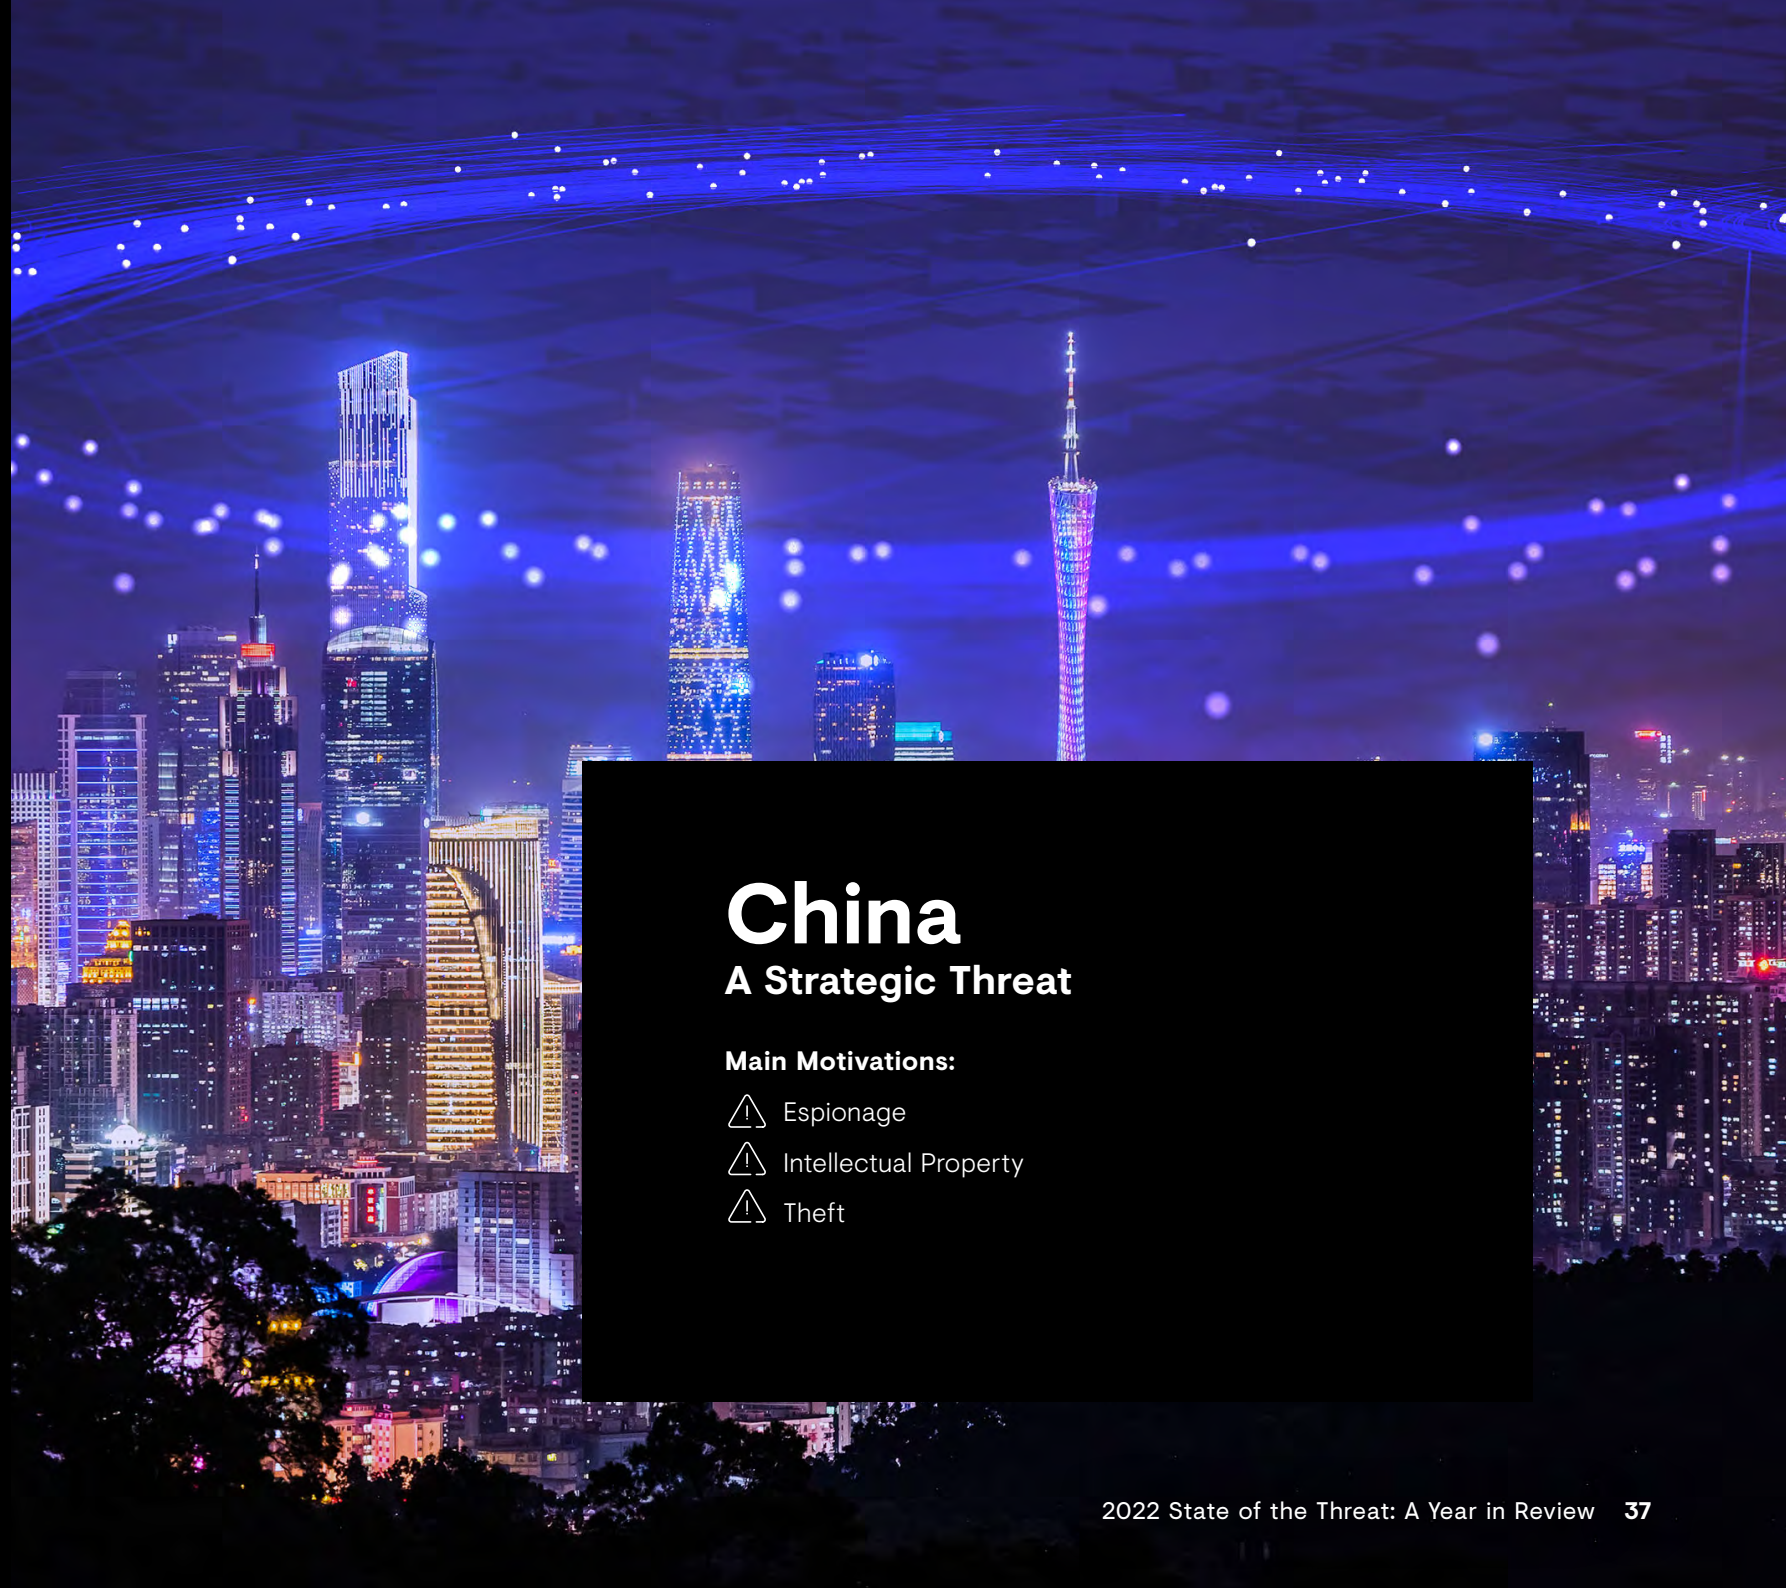 China
A Strategic Threat
Main Motivations:
Espionage
Intellectual Property
Theft
2022 State of the Threat: A Year in Review 37